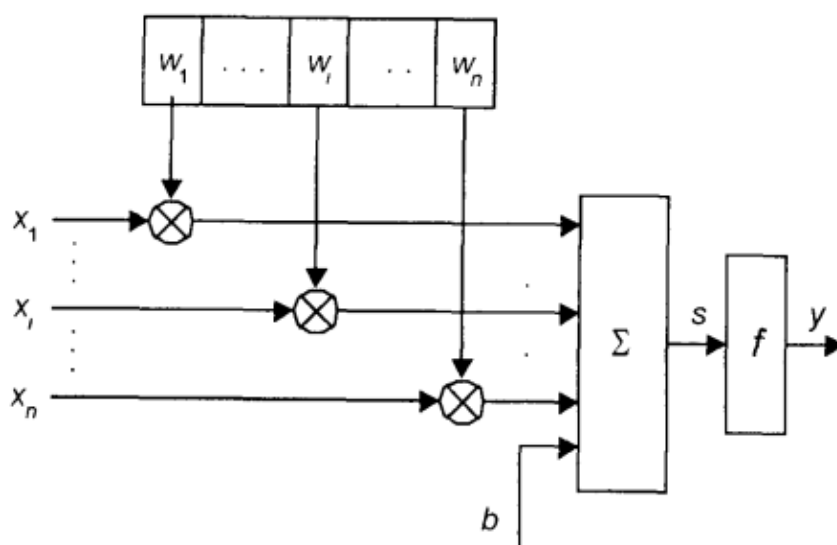 w₁ . . . wᵢ . . wₙ
x₁
xᵢ
xₙ
Σ
s
f
y
b